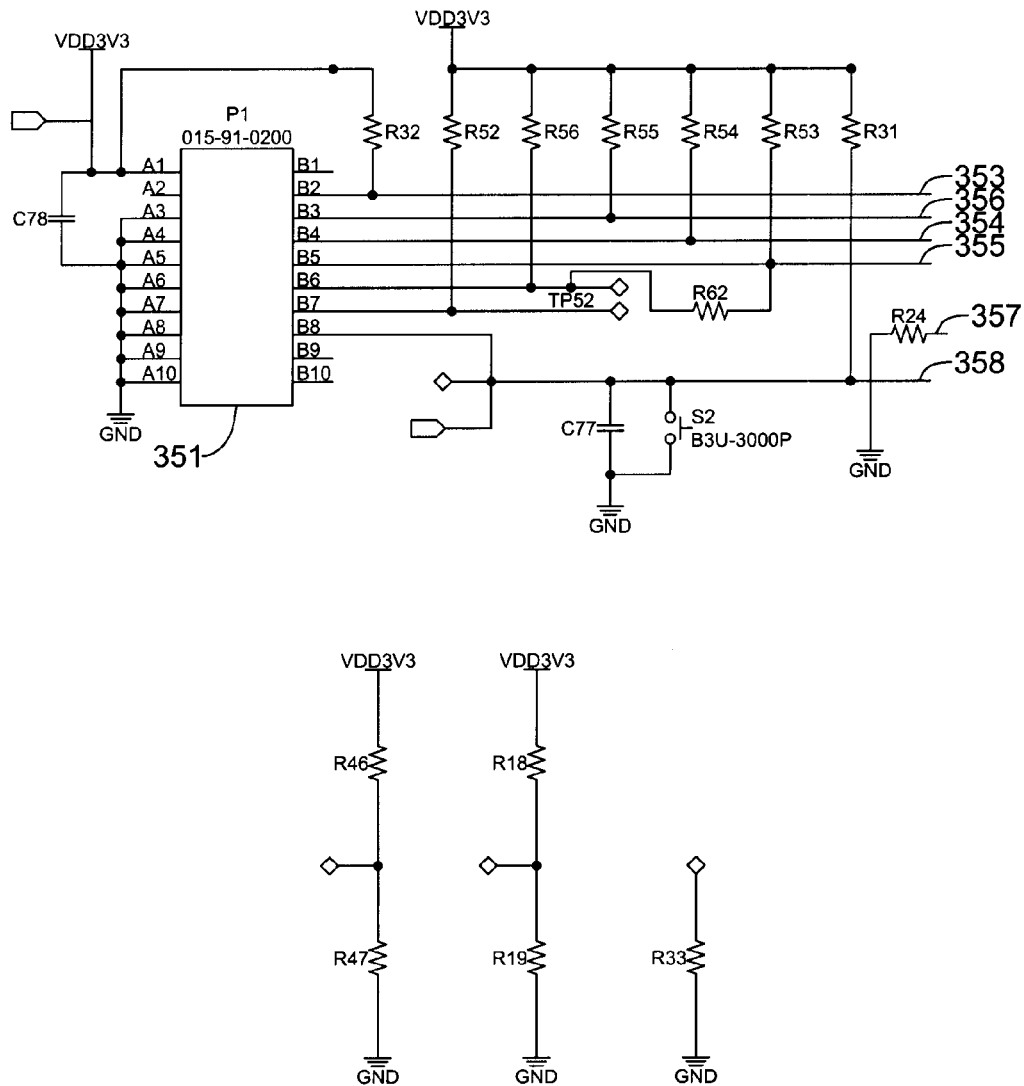 VDD3V3
VDD3V3
P1
015-91-0200
R32 R52 R56 R55 R54 R53 R31
A1 B1
A2 B2 353
A3 B3 356
C78
A4 B4 354
A5 B5 355
A6 B6
TP52 R62
A7 B7
A8 B8
R24 357
A9 B9
A10 B10 358
GND
351
C77 S2
B3U-3000P
GND
GND
VDD3V3 VDD3V3
R46 R18
R47 R19 R33
GND GND GND